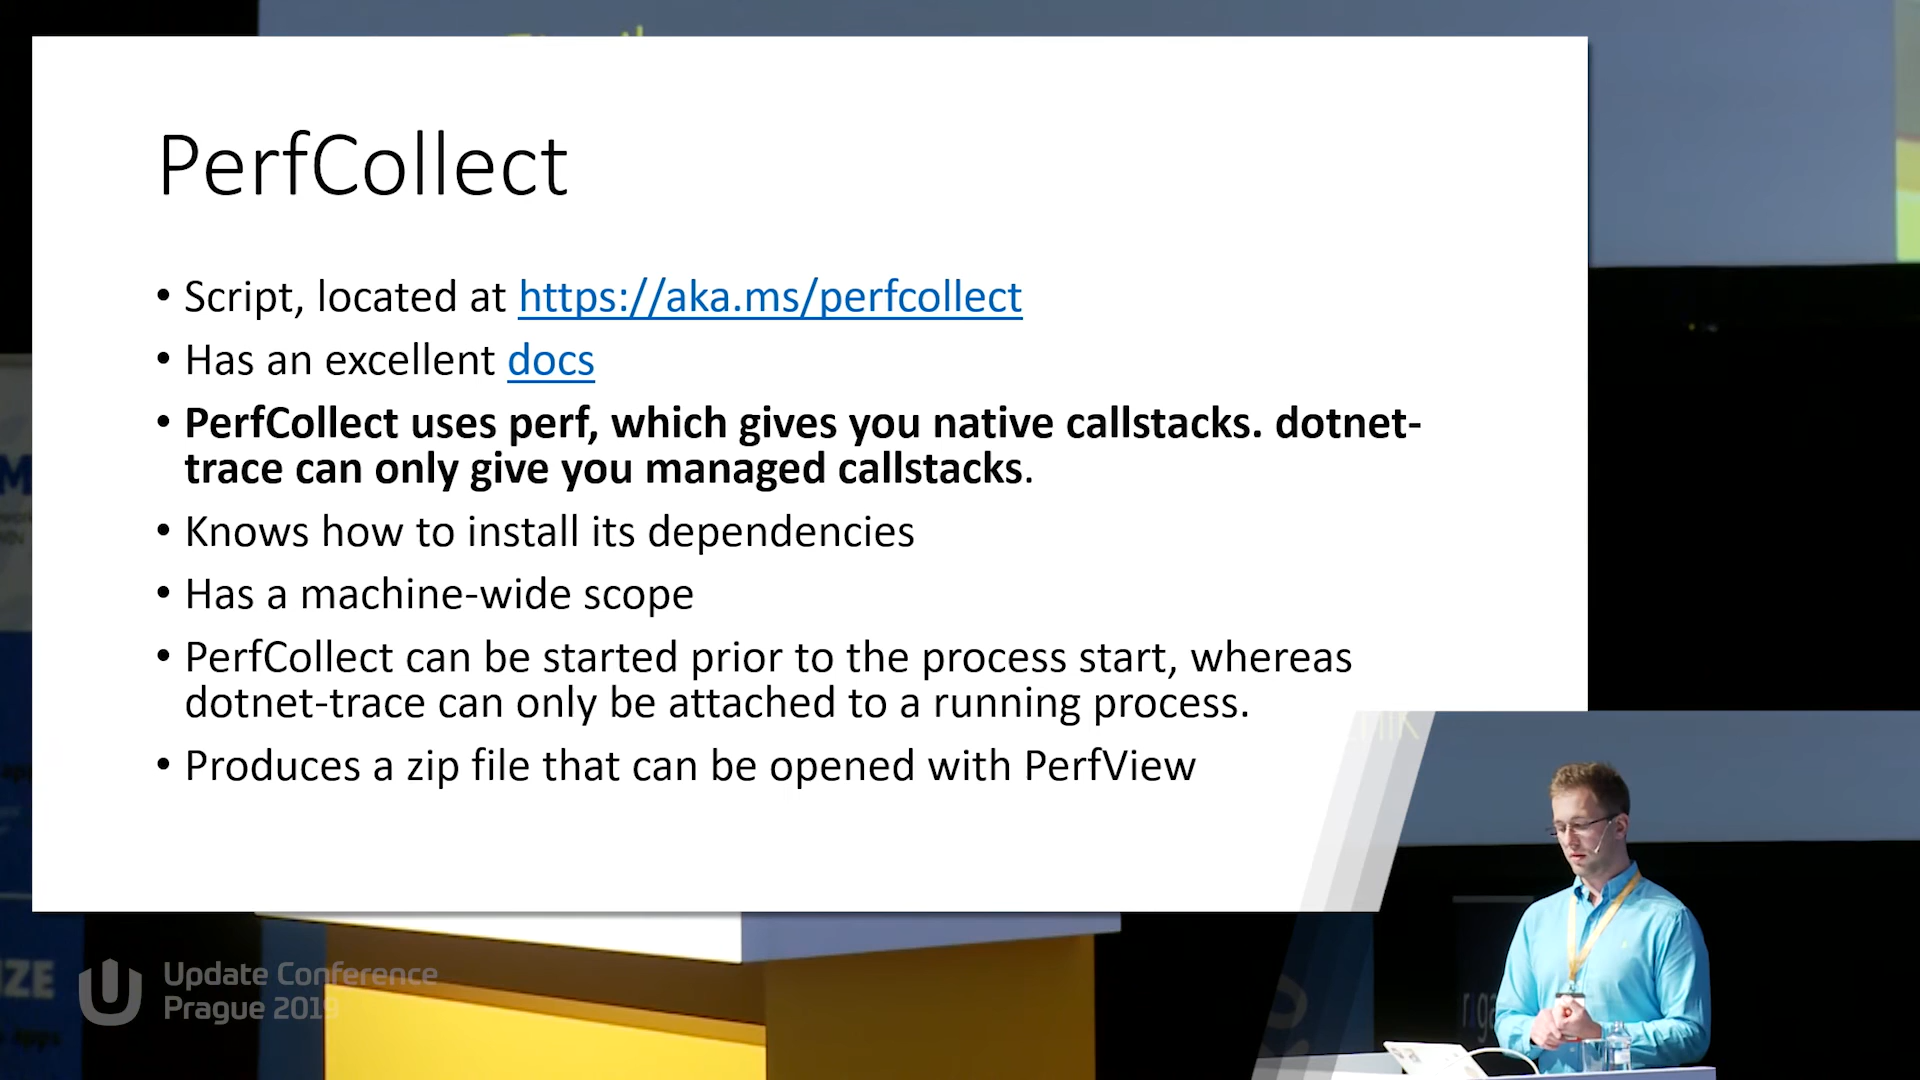 PerfCollect
• Script, located at https://aka.ms/perfcollect
• Has an excellent docs
• PerfCollect uses perf, which gives you native callstacks. dotnet-
trace can only give you managed callstacks.
• Knows how to install its dependencies
• Has a machine-wide scope
• PerfCollect can be started prior to the process start, whereas
dotnet-trace can only be attached to a running process.
• Produces a zip file that can be opened with PerfView
Update Conference
Prague 2019